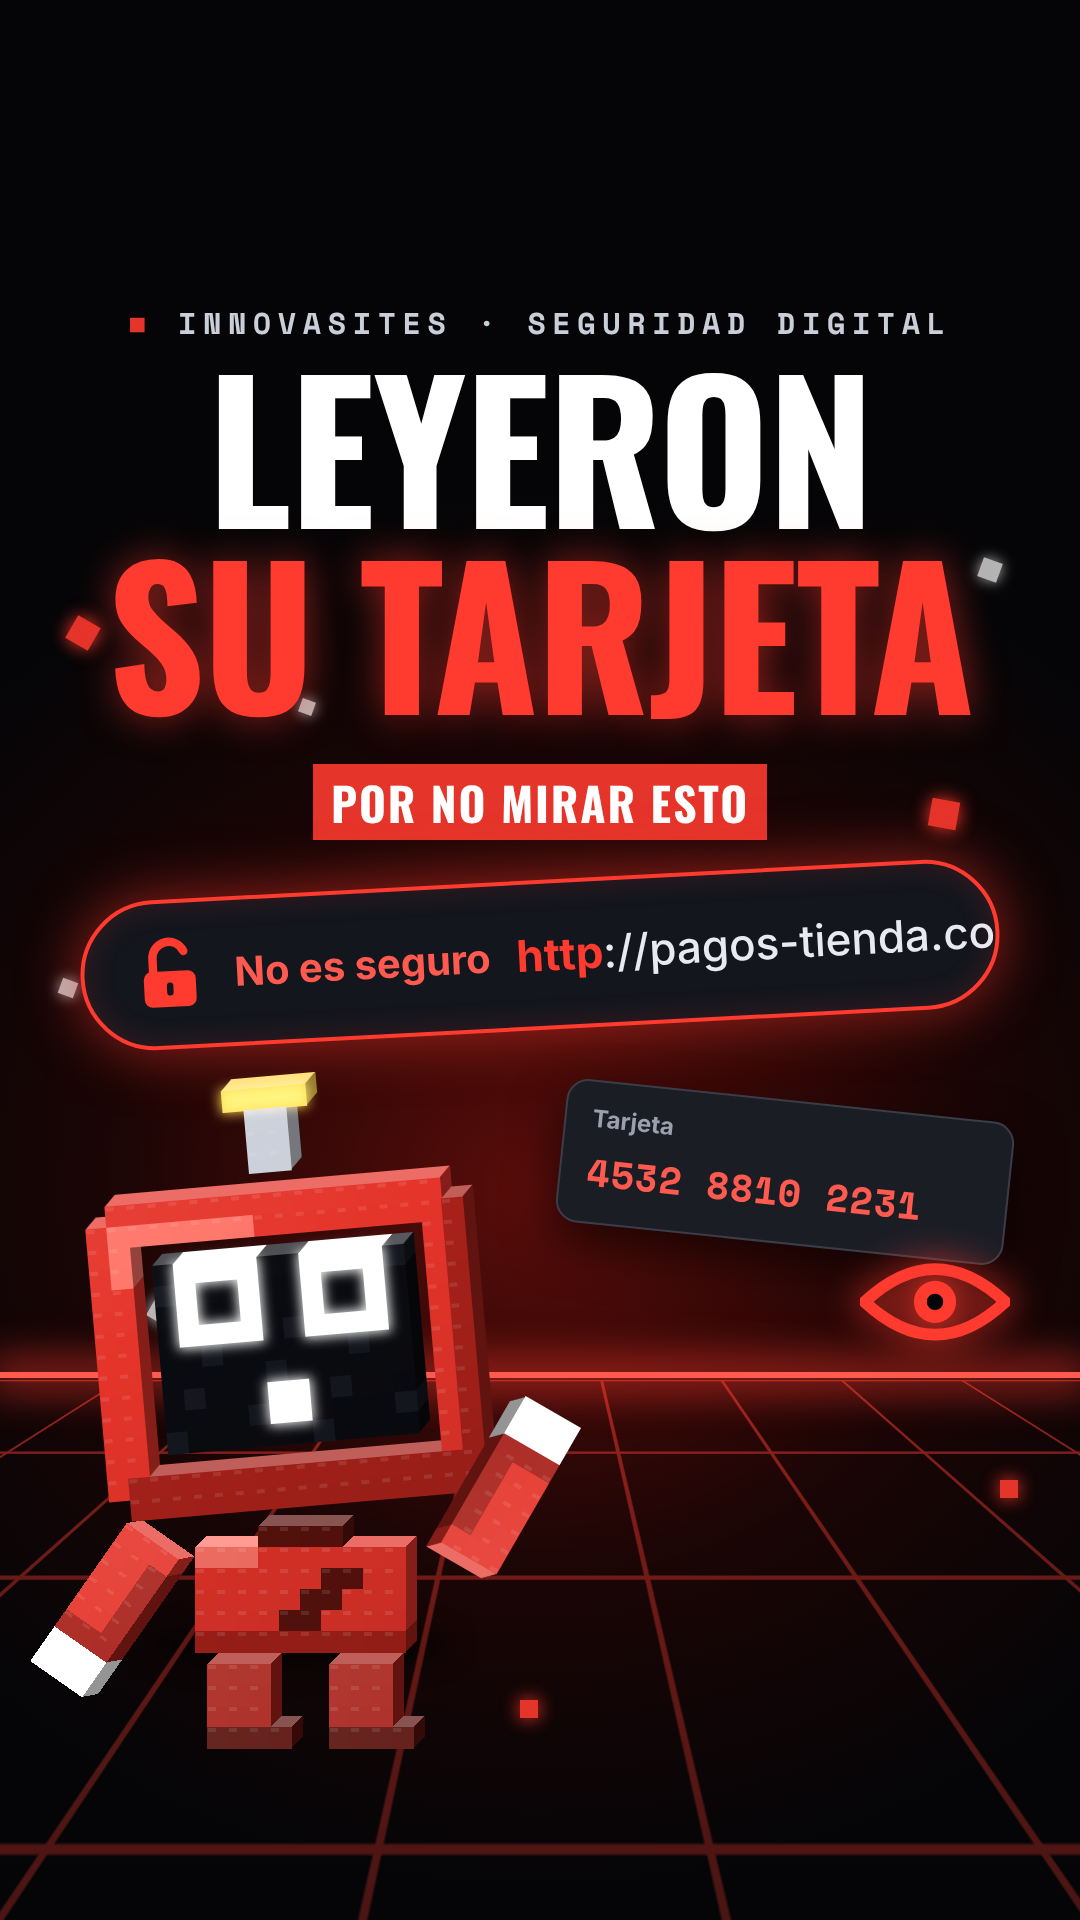 INNOVASITES · SEGURIDAD DIGITAL
LEYERON
SU TARJETA
POR NO MIRAR ESTO
No es seguro http://pagos-tienda.co
Tarjeta
4532 8810 2231